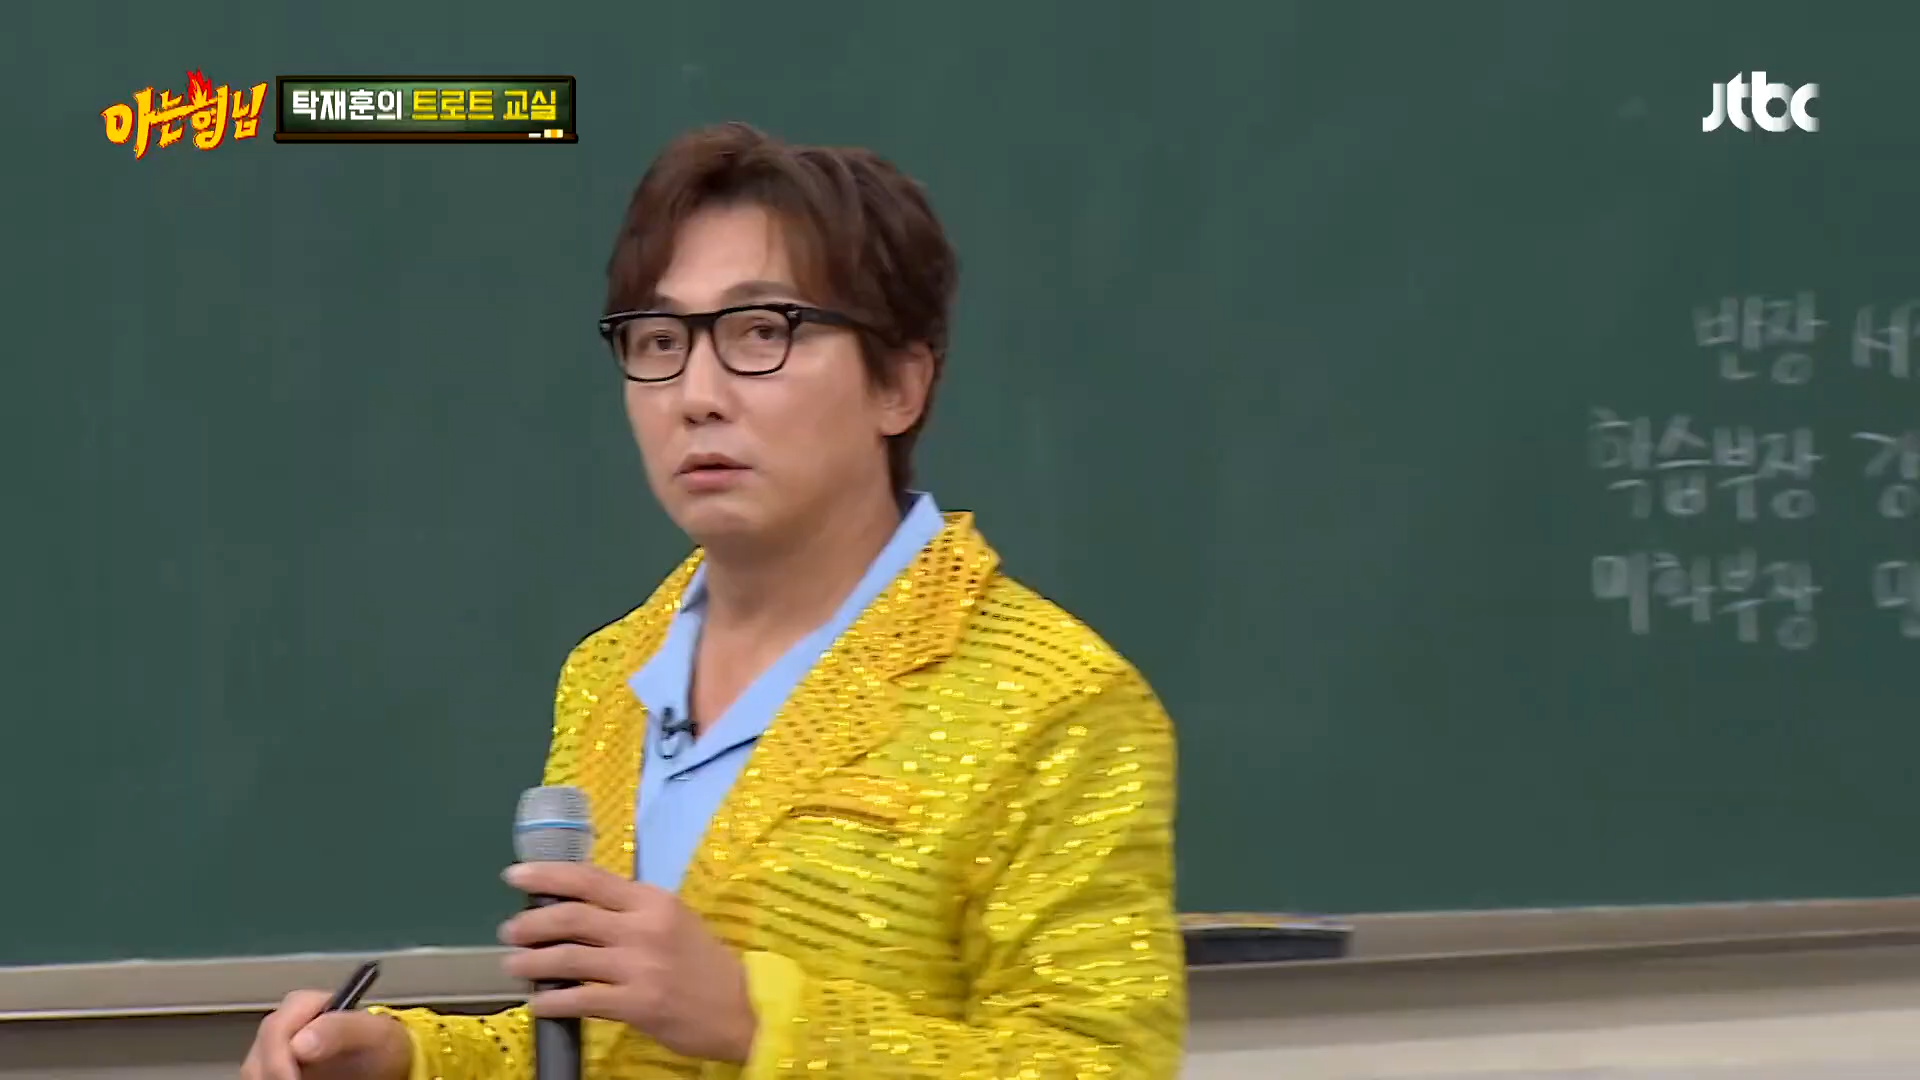 아는형님
탁재훈의 트로트 교실
jtbc
반장
학습부장
미화부장